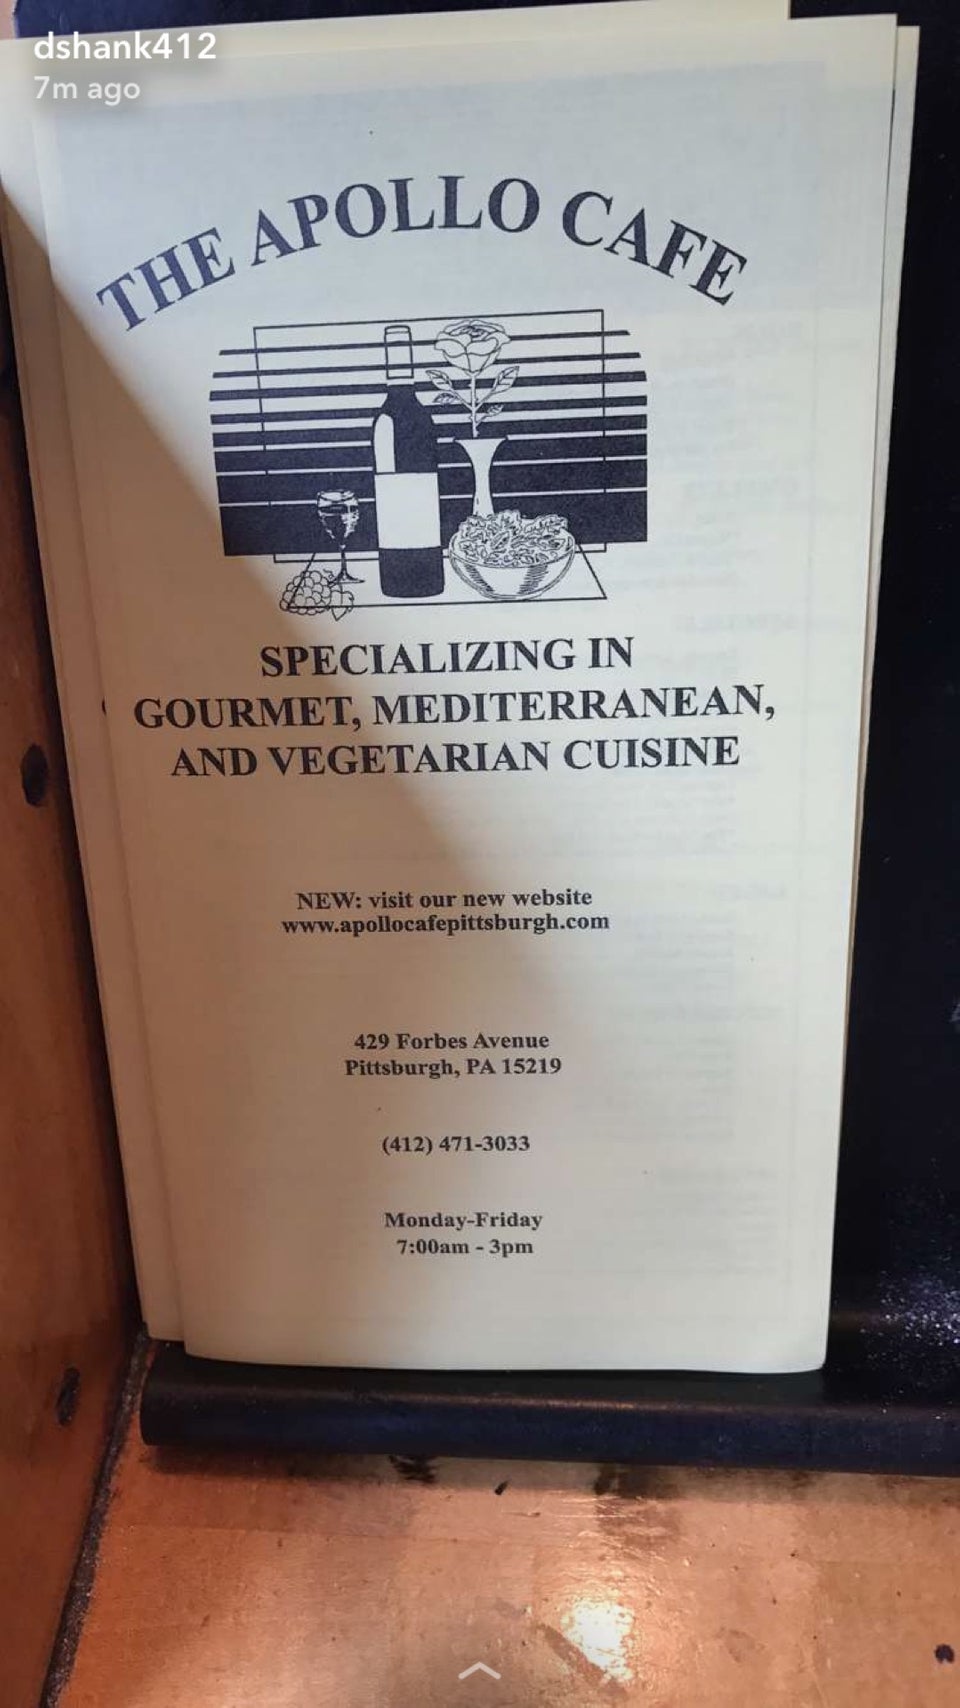 dshank412
7m ago
THE APOLLO CAFE
SPECIALIZING IN
GOURMET, MEDITERRANEAN,
AND VEGETARIAN CUISINE
NEW: visit our new website
www.apollocafepittsburgh.com
429 Forbes Avenue
Pittsburgh, PA 15219
(412) 471-3033
Monday-Friday
7:00am - 3pm